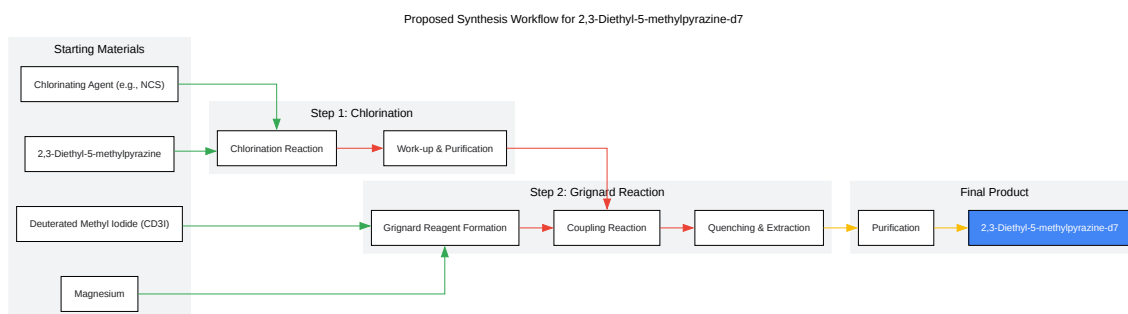 Proposed Synthesis Workflow for 2,3-Diethyl-5-methylpyrazine-d7
Starting Materials
Chlorinating Agent (e.g., NCS)
2,3-Diethyl-5-methylpyrazine
Deuterated Methyl Iodide (CD3I)
Magnesium
Step 1: Chlorination
Chlorination Reaction
Work-up & Purification
Step 2: Grignard Reaction
Grignard Reagent Formation
Coupling Reaction
Quenching & Extraction
Final Product
Purification
2,3-Diethyl-5-methylpyrazine-d7